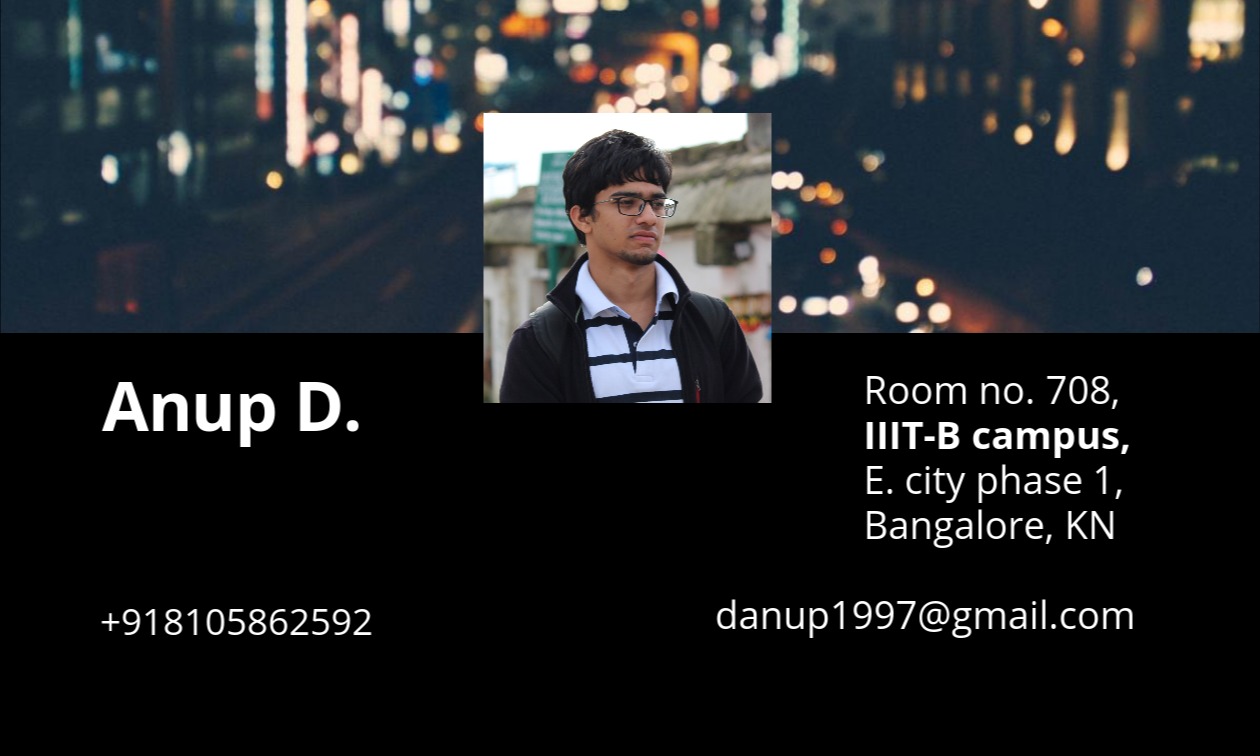 Anup D.
Room no. 708,
IIIT-B campus,
E. city phase 1,
Bangalore, KN
+918105862592
danup1997@gmail.com